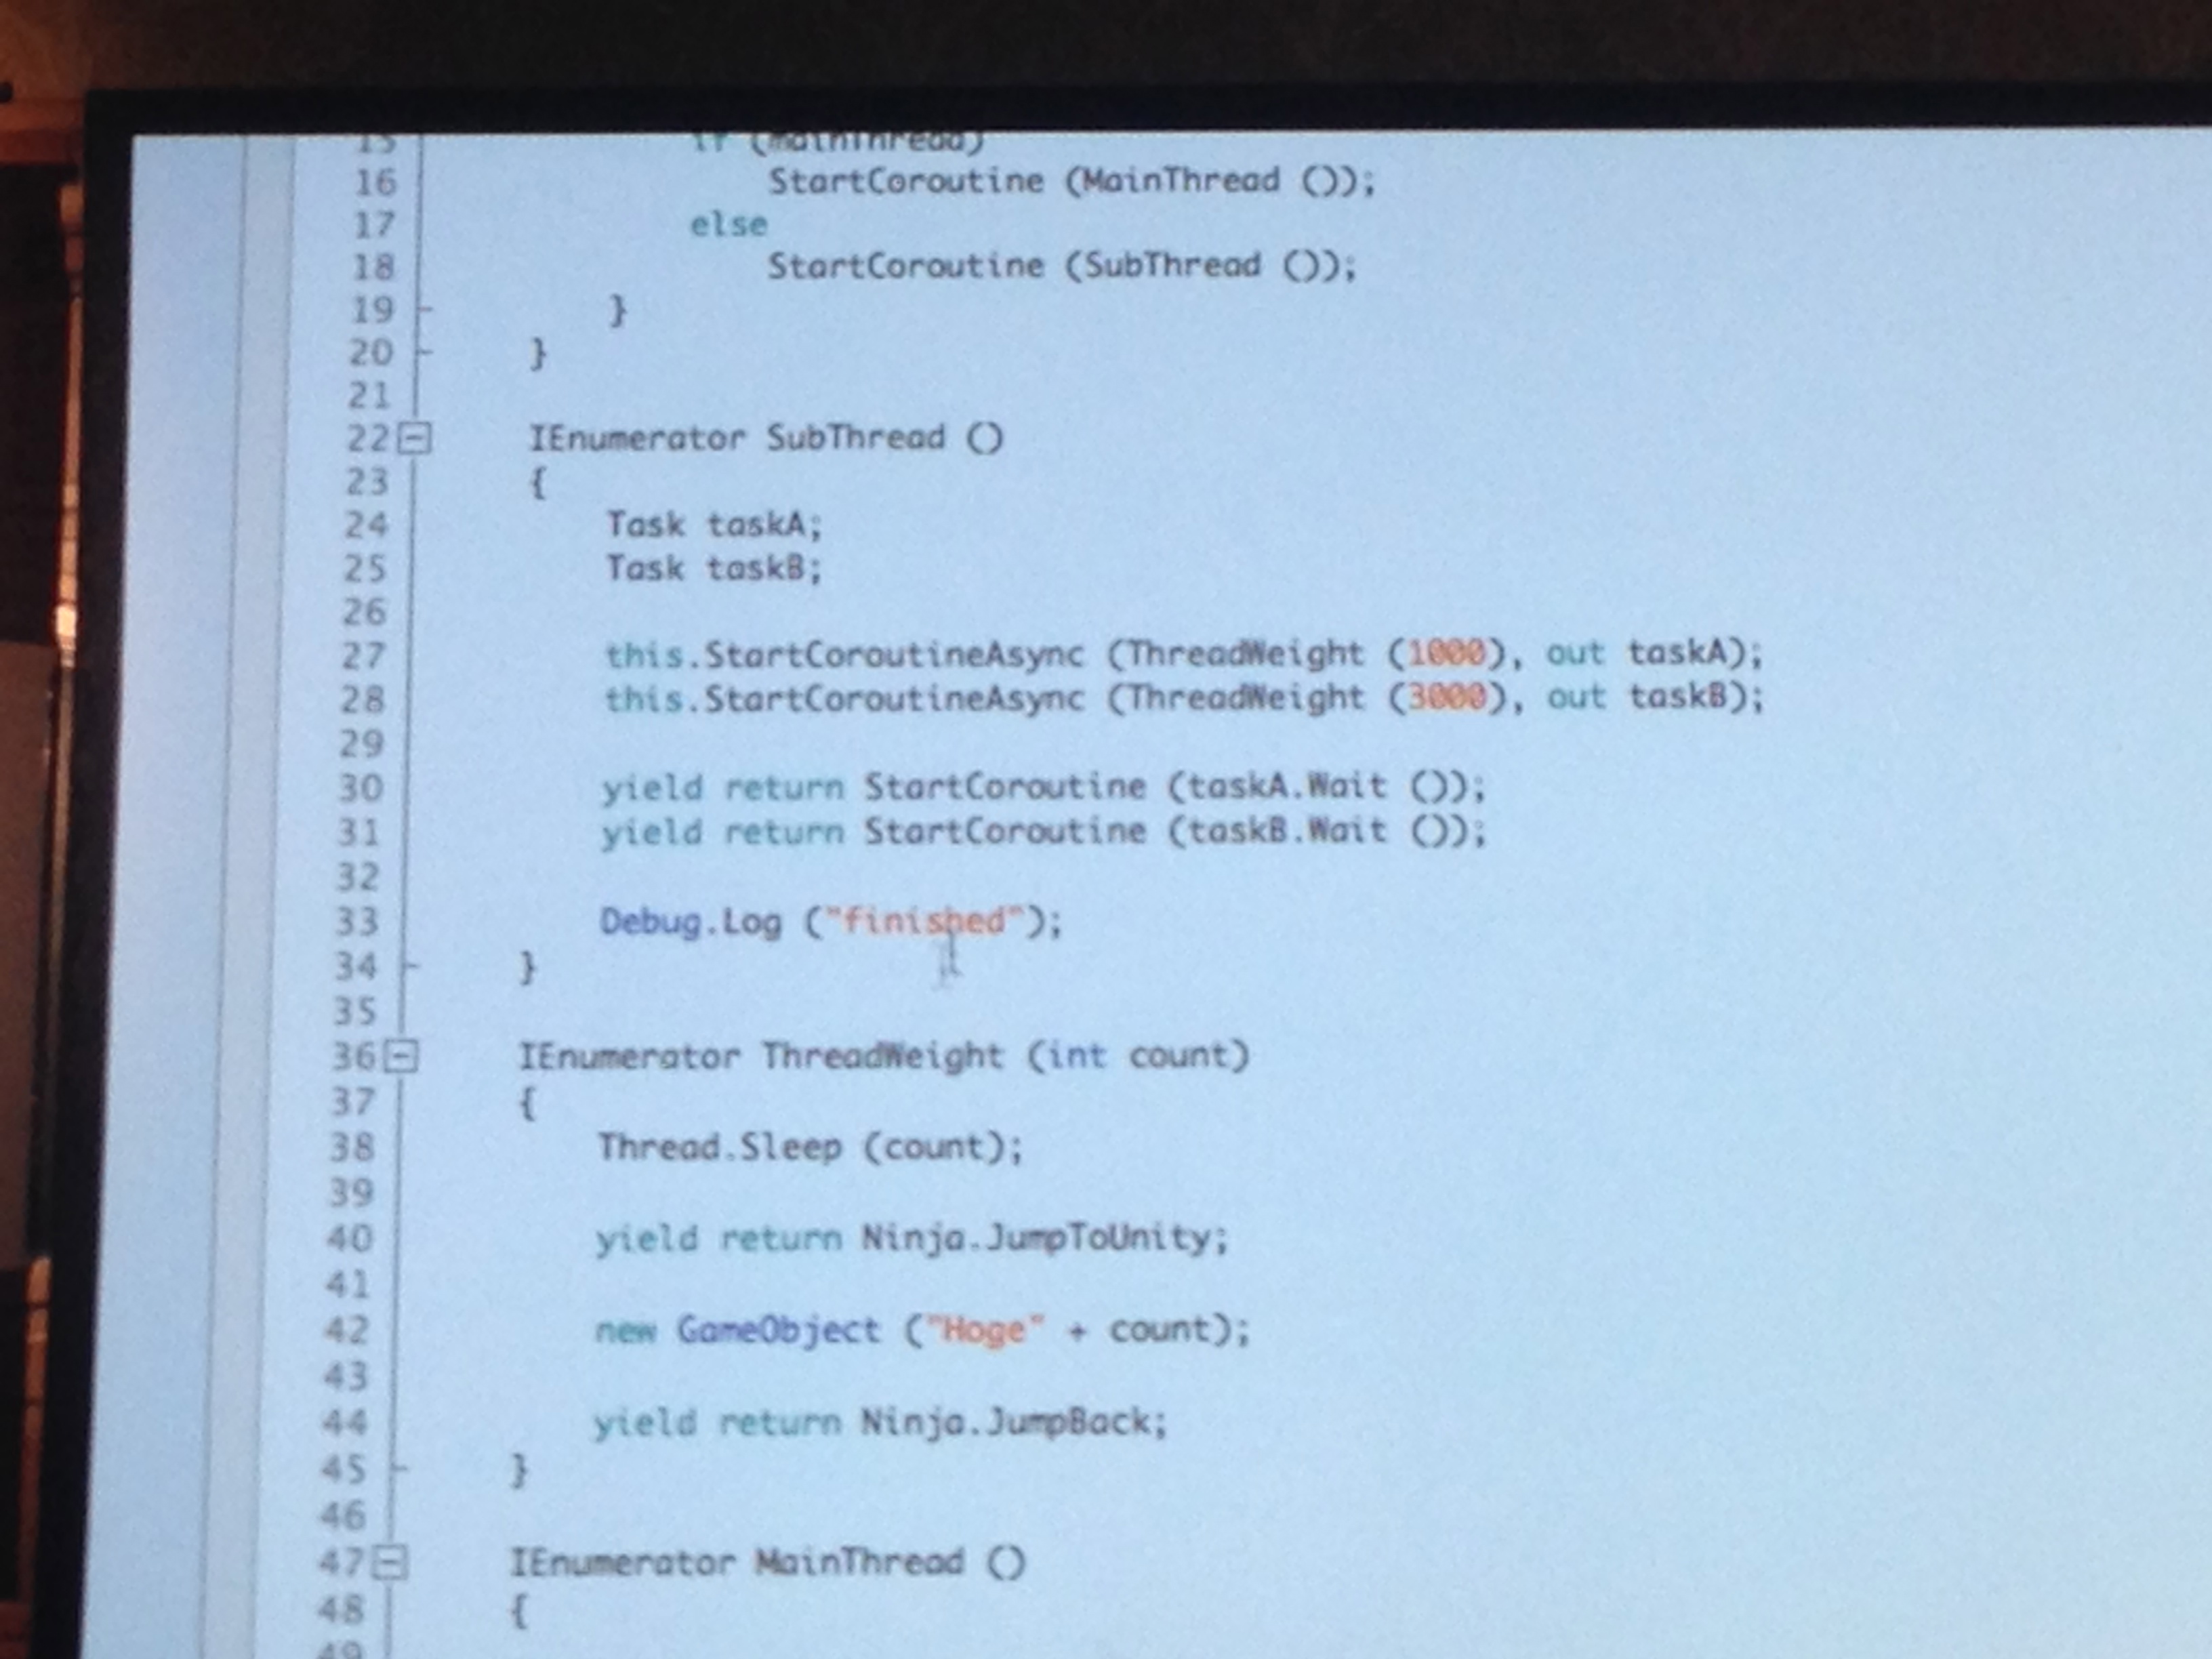 15 if (mainThread)
16 StartCoroutine (MainThread ());
17 else
18 StartCoroutine (SubThread ());
19 }
20 }
21
22 IEnumerator SubThread ()
23 {
24 Task taskA;
25 Task taskB;
26
27 this.StartCoroutineAsync (ThreadWeight (1000), out taskA);
28 this.StartCoroutineAsync (ThreadWeight (3000), out taskB);
29
30 yield return StartCoroutine (taskA.Wait ());
31 yield return StartCoroutine (taskB.Wait ());
32
33 Debug.Log ("finished");
34 }
35
36 IEnumerator ThreadWeight (int count)
37 {
38 Thread.Sleep (count);
39
40 yield return Ninja.JumpToUnity;
41
42 new GameObject ("Hoge" + count);
43
44 yield return Ninja.JumpBack;
45 }
46
47 IEnumerator MainThread ()
48 {
49